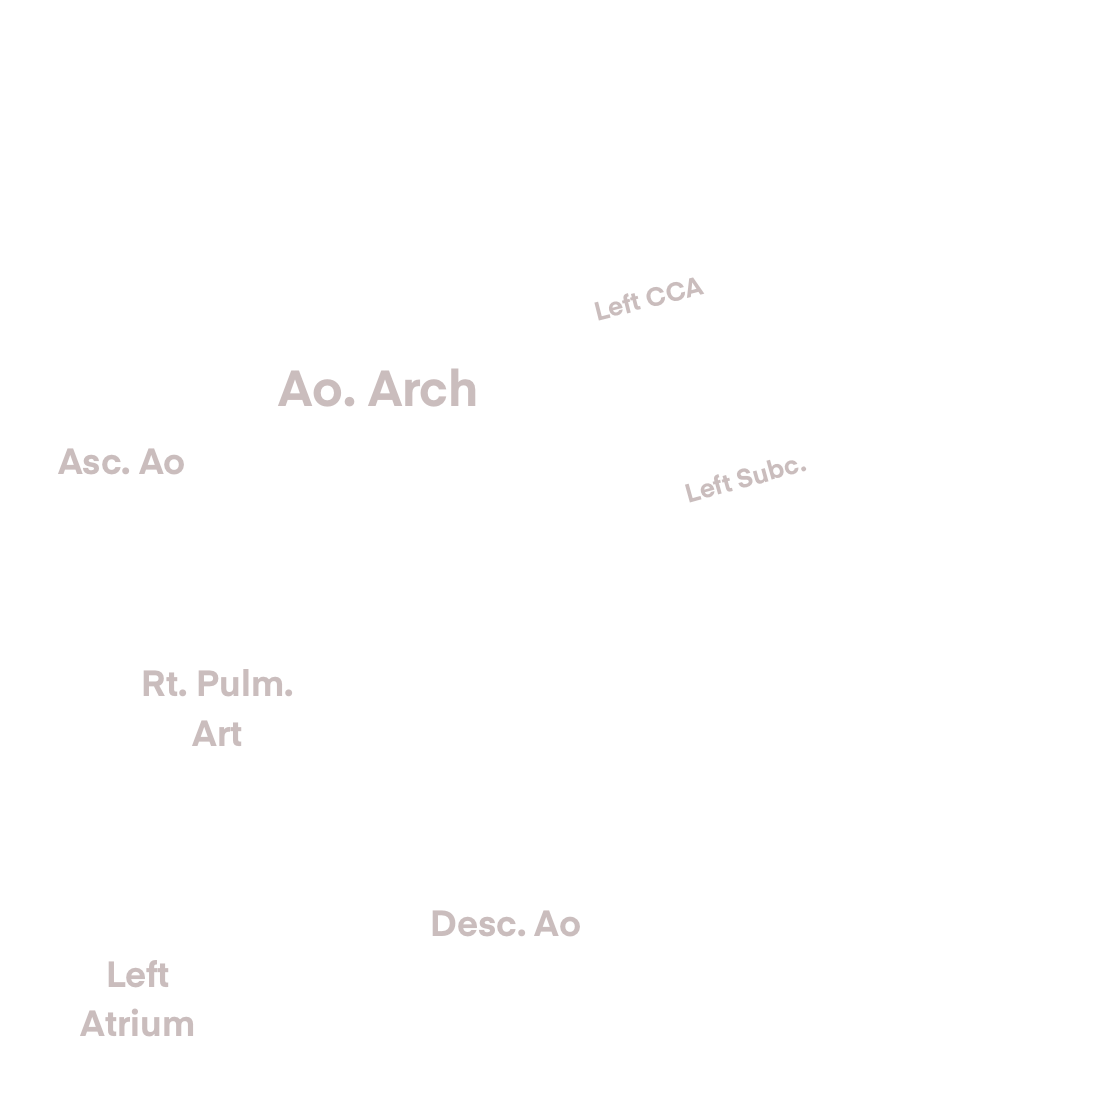 Left CCA
Ao. Arch
Asc. Ao
Left Subc.
Rt. Pulm.
Art
Desc. Ao
Left
Atrium